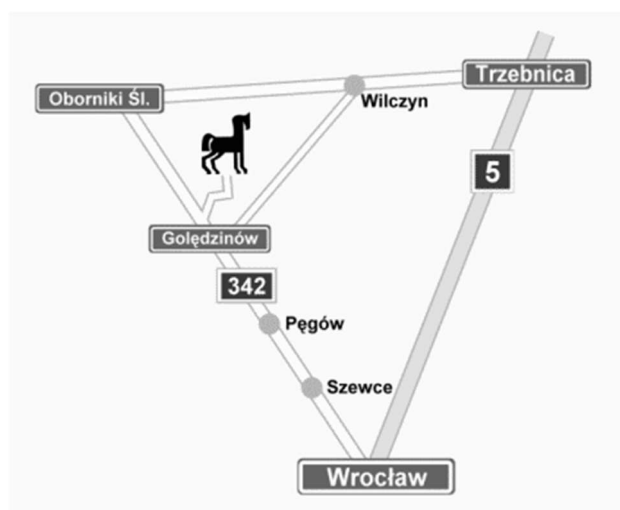 Trzebnica
Oborniki Śl.
Wilczyn
5
Golędzinów
342
Pęgów
Szewce
Wrocław